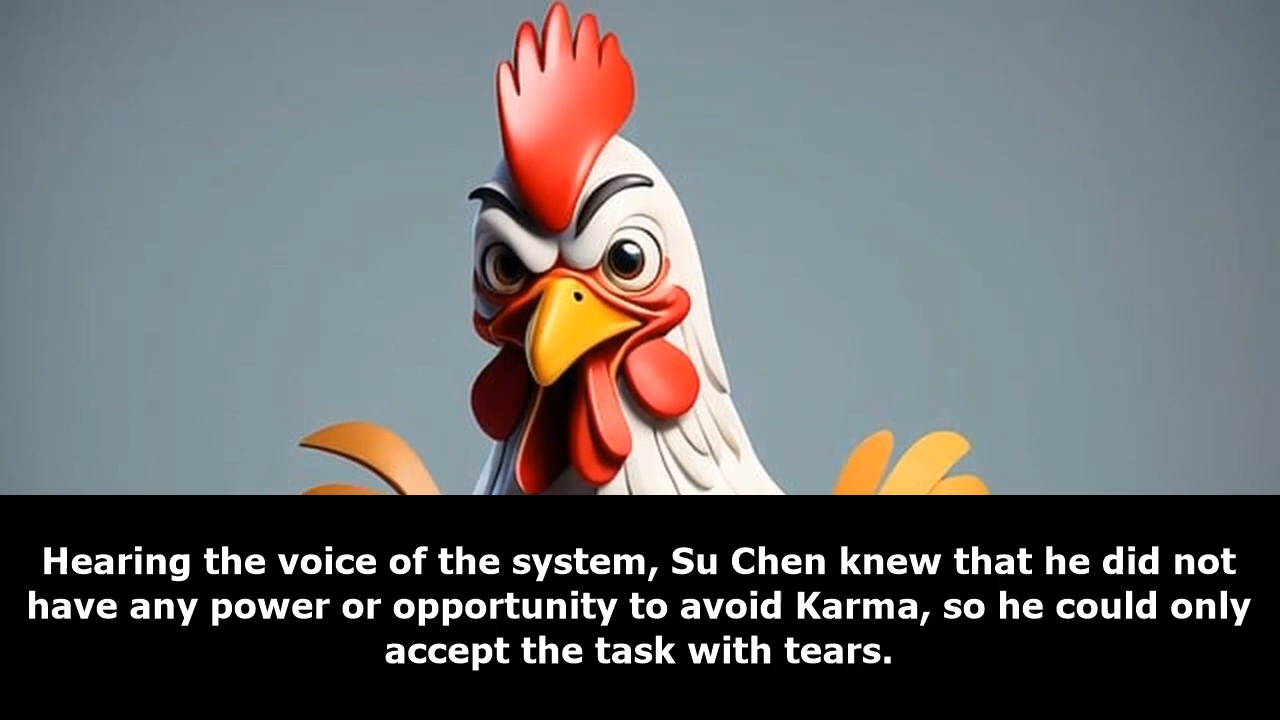 Hearing the voice of the system, Su Chen knew that he did not
have any power or opportunity to avoid Karma, so he could only
accept the task with tears.